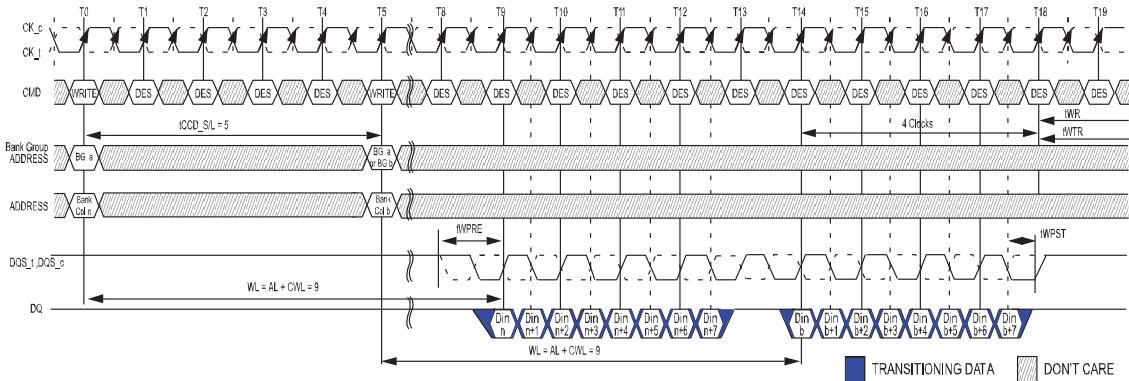 T0 T1 T2 T3 T4 T5 T8 T9 T10 T11 T12 T13 T14 T15 T16 T17 T18 T19
CK_c
CK_t
CMD WRITE DES DES DES DES WRITE DES DES DES DES DES DES DES DES DES DES DES DES
tCCD_S/L = 5 4 Clocks tWR
tWTR
Bank Group
ADDRESS BG a BG a
or BG b
ADDRESS Bank
Col n Bank
Col b
tWPRE tWPST
DQS_t ,DQS_c
WL = AL + CWL = 9
DQ Din
n Din
n+1 Din
n+2 Din
n+3 Din
n+4 Din
n+5 Din
n+6 Din
n+7 Din
b Din
b+1 Din
b+2 Din
b+3 Din
b+4 Din
b+5 Din
b+6 Din
b+7
WL = AL + CWL = 9
TRANSITIONING DATA DON'T CARE